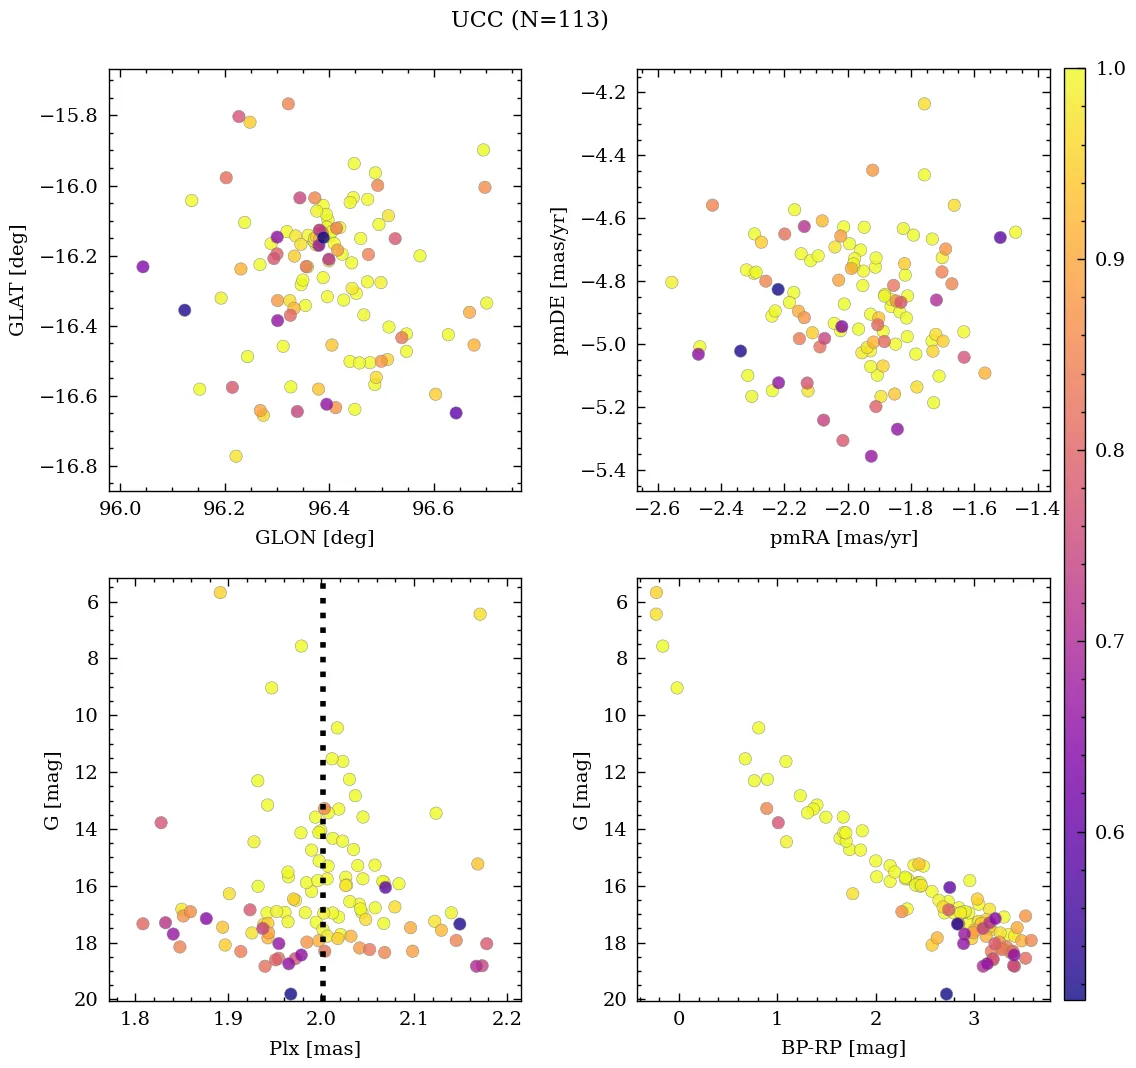 UCC (N=113)
−15.8
−16.0
−16.2
−16.4
−16.6
−16.8
GLAT [deg]
96.0 96.2 96.4 96.6
GLON [deg]
−4.2
−4.4
−4.6
−4.8
−5.0
−5.2
−5.4
pmDE [mas/yr]
−2.6 −2.4 −2.2 −2.0 −1.8 −1.6 −1.4
pmRA [mas/yr]
1.0
0.9
0.8
0.7
0.6
6
8
10
12
14
16
18
20
G [mag]
1.8 1.9 2.0 2.1 2.2
Plx [mas]
6
8
10
12
14
16
18
20
G [mag]
0 1 2 3
BP-RP [mag]